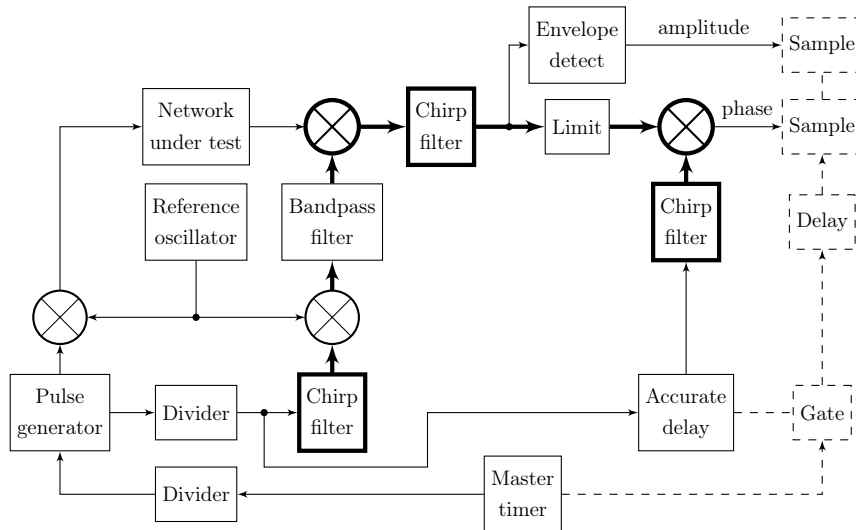 Envelope
detect
amplitude
Sample
Network
under test
Chirp
filter
Limit
phase
Sample
Reference
oscillator
Bandpass
filter
Chirp
filter
Delay
Pulse
generator
Divider
Chirp
filter
Accurate
delay
Gate
Divider
Master
timer